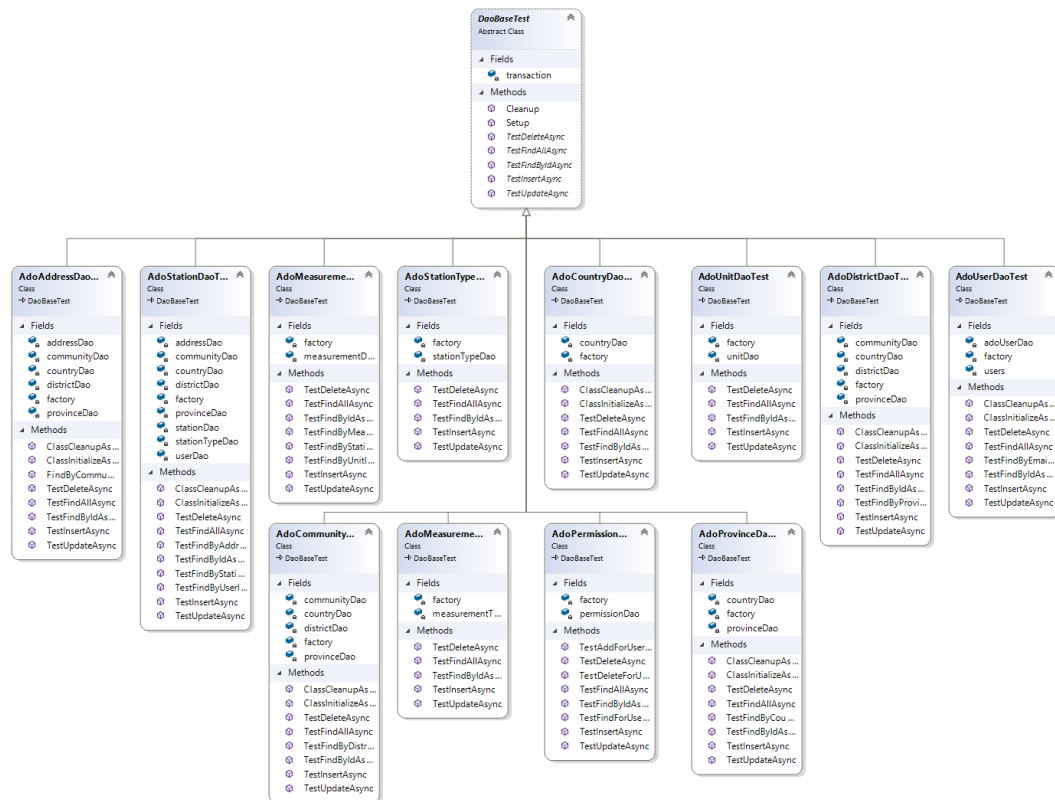 DaoBaseTest
Abstract Class
Fields
transaction
Methods
Cleanup
Setup
TestDeleteAsync
TestFindAllAsync
TestFindByIdAsync
TestInsertAsync
TestUpdateAsync
AdoAddressDao...
Class
DaoBaseTest
Fields
addressDao
communityDao
countryDao
districtDao
factory
provinceDao
Methods
ClassCleanupAs...
ClassInitializeAs...
FindByCommu...
TestDeleteAsync
TestFindAllAsync
TestFindByIdAs...
TestInsertAsync
TestUpdateAsync
AdoStationDaoT...
Class
DaoBaseTest
Fields
addressDao
communityDao
countryDao
districtDao
factory
provinceDao
stationDao
stationTypeDao
userDao
Methods
ClassCleanupAs...
ClassInitializeAs...
TestDeleteAsync
TestFindAllAsync
TestFindByAddr...
TestFindByIdAs...
TestFindByStati...
TestFindByUserI...
TestInsertAsync
TestUpdateAsync
AdoMeasureme...
Class
DaoBaseTest
Fields
factory
measurementD...
Methods
TestDeleteAsync
TestFindAllAsync
TestFindByIdAs...
TestFindByMea...
TestFindByStati...
TestFindByUnitI...
TestInsertAsync
TestUpdateAsync
AdoStationType...
Class
DaoBaseTest
Fields
factory
stationTypeDao
Methods
TestDeleteAsync
TestFindAllAsync
TestFindByIdAs...
TestInsertAsync
TestUpdateAsync
AdoCountryDao...
Class
DaoBaseTest
Fields
countryDao
factory
Methods
ClassCleanupAs...
ClassInitializeAs...
TestDeleteAsync
TestFindAllAsync
TestFindByIdAs...
TestInsertAsync
TestUpdateAsync
AdoUnitDaoTest
Class
DaoBaseTest
Fields
factory
unitDao
Methods
TestDeleteAsync
TestFindAllAsync
TestFindByIdAs...
TestInsertAsync
TestUpdateAsync
AdoDistrictDaoT...
Class
DaoBaseTest
Fields
communityDao
countryDao
districtDao
factory
provinceDao
Methods
ClassCleanupAs...
ClassInitializeAs...
TestDeleteAsync
TestFindAllAsync
TestFindByIdAs...
TestFindByProvi...
TestInsertAsync
TestUpdateAsync
AdoUserDaoTest
Class
DaoBaseTest
Fields
adoUserDao
factory
users
Methods
ClassCleanupAs...
ClassInitializeAs...
TestDeleteAsync
TestFindAllAsync
TestFindByEmai...
TestFindByIdAs...
TestInsertAsync
TestUpdateAsync
AdoCommunity...
Class
DaoBaseTest
Fields
communityDao
countryDao
districtDao
factory
provinceDao
Methods
ClassCleanupAs...
ClassInitializeAs...
TestDeleteAsync
TestFindAllAsync
TestFindByDistr...
TestFindByIdAs...
TestInsertAsync
TestUpdateAsync
AdoMeasureme...
Class
DaoBaseTest
Fields
factory
measurementT...
Methods
TestDeleteAsync
TestFindAllAsync
TestFindByIdAs...
TestInsertAsync
TestUpdateAsync
AdoPermission...
Class
DaoBaseTest
Fields
factory
permissionDao
Methods
TestAddForUser...
TestDeleteAsync
TestDeleteForU...
TestFindAllAsync
TestFindByIdAs...
TestFindForUse...
TestInsertAsync
TestUpdateAsync
AdoProvinceDa...
Class
DaoBaseTest
Fields
countryDao
factory
provinceDao
Methods
ClassCleanupAs...
ClassInitializeAs...
TestDeleteAsync
TestFindAllAsync
TestFindByCou...
TestFindByIdAs...
TestInsertAsync
TestUpdateAsync